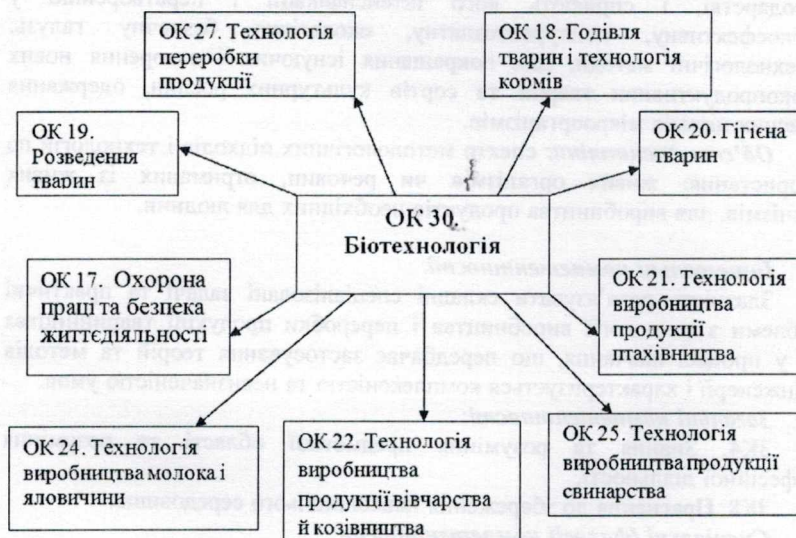 ОК 27. Технологія
переробки
продукції
ОК 18. Годівля
тварин і технологія
кормів
ОК 19.
Розведення
тварин
ОК 20. Гігієна
тварин
ОК 30.
Біотехнологія
ОК 17. Охорона
праці та безпека
життєдіяльності
ОК 21. Технологія
виробництва
продукції
птахівництва
ОК 24. Технологія
виробництва молока і
яловичини
ОК 22. Технологія
виробництва
продукції вівчарства
й козівництва
ОК 25. Технологія
виробництва продукції
свинарства